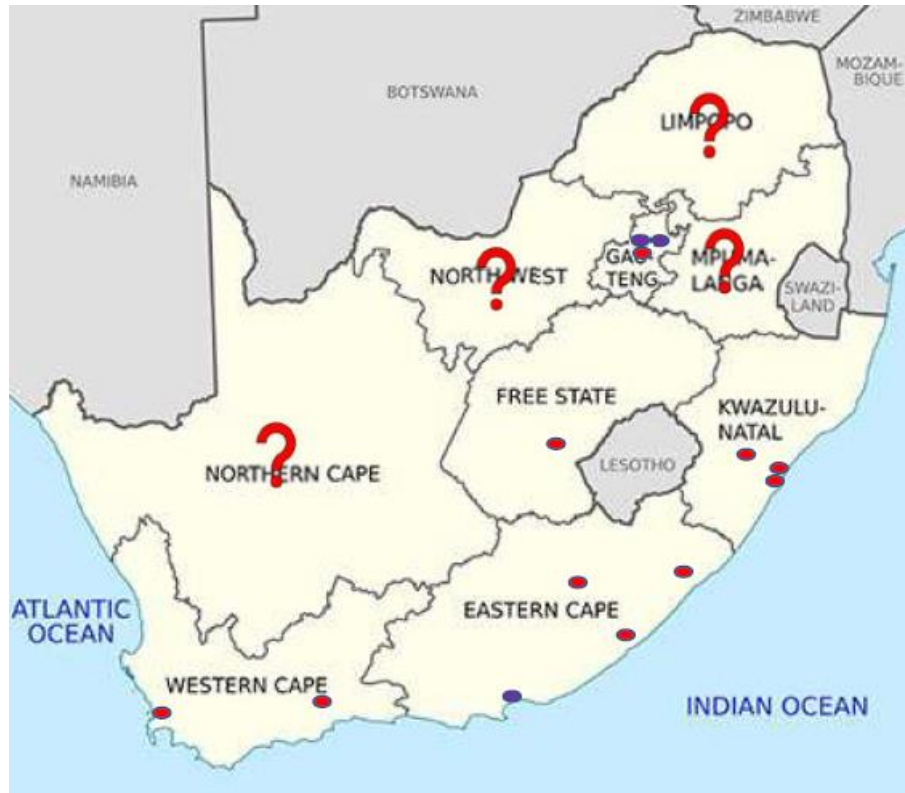 ZIMBABWE
MOZAM-
BIQUE
BOTSWANA
LIMPOPO
NAMIBIA
GAU-
TENG
MPUMA-
LANGA
NORTH WEST
SWAZI-
LAND
FREE STATE
KWAZULU-
NATAL
LESOTHO
NORTHERN CAPE
ATLANTIC
OCEAN
EASTERN CAPE
WESTERN CAPE
INDIAN OCEAN
?
?
?
?